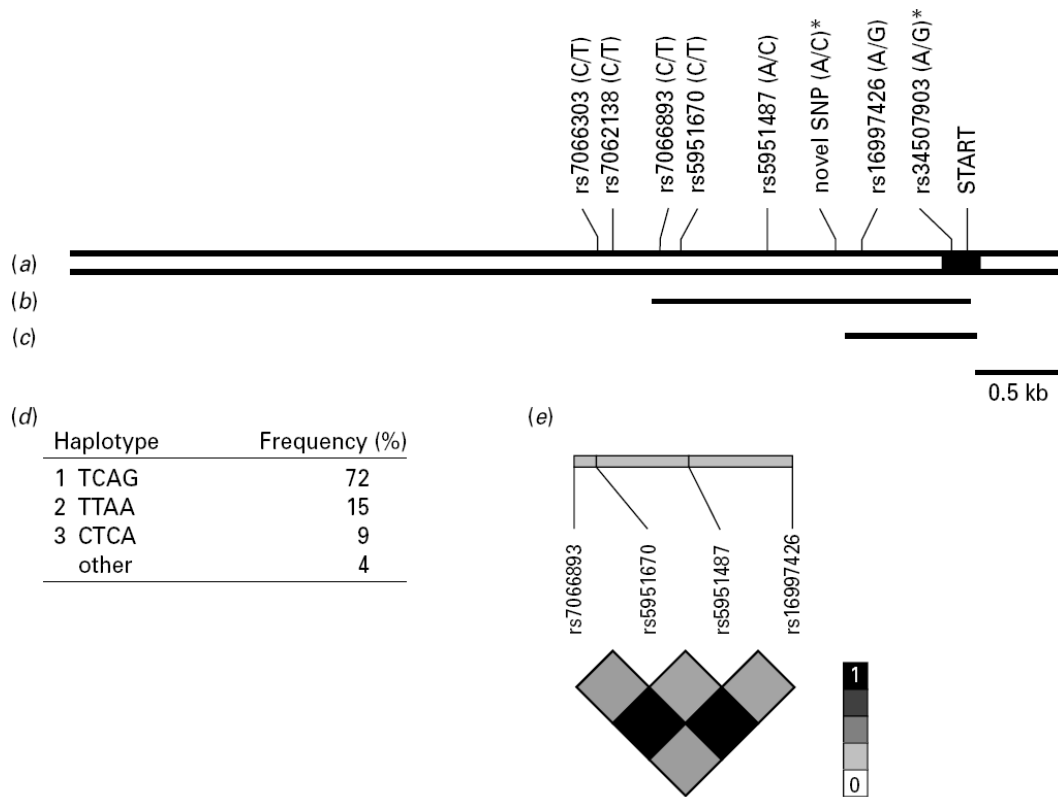 rs7066303 (C/T)
rs7062138 (C/T)
rs7066893 (C/T)
rs5951670 (C/T)
rs5951487 (A/C)
novel SNP (A/C)*
rs16997426 (A/G)
rs34507903 (A/G)*
START
(a)
(b)
(c)
0.5 kb
(d)
Haplotype Frequency (%)
1 TCAG 72
2 TTAA 15
3 CTCA 9
other 4
(e)
rs7066893
rs5951670
rs5951487
rs16997426
1
0